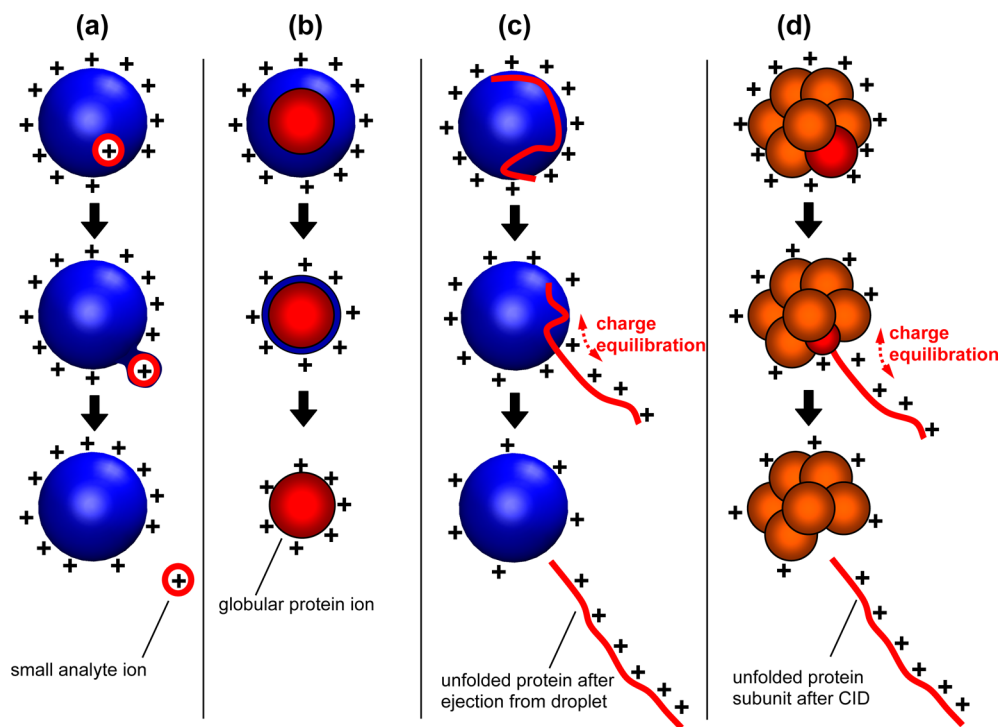 (a)
(b)
(c)
(d)
charge
equilibration
charge
equilibration
small analyte ion
globular protein ion
unfolded protein after
ejection from droplet
unfolded protein
subunit after CID